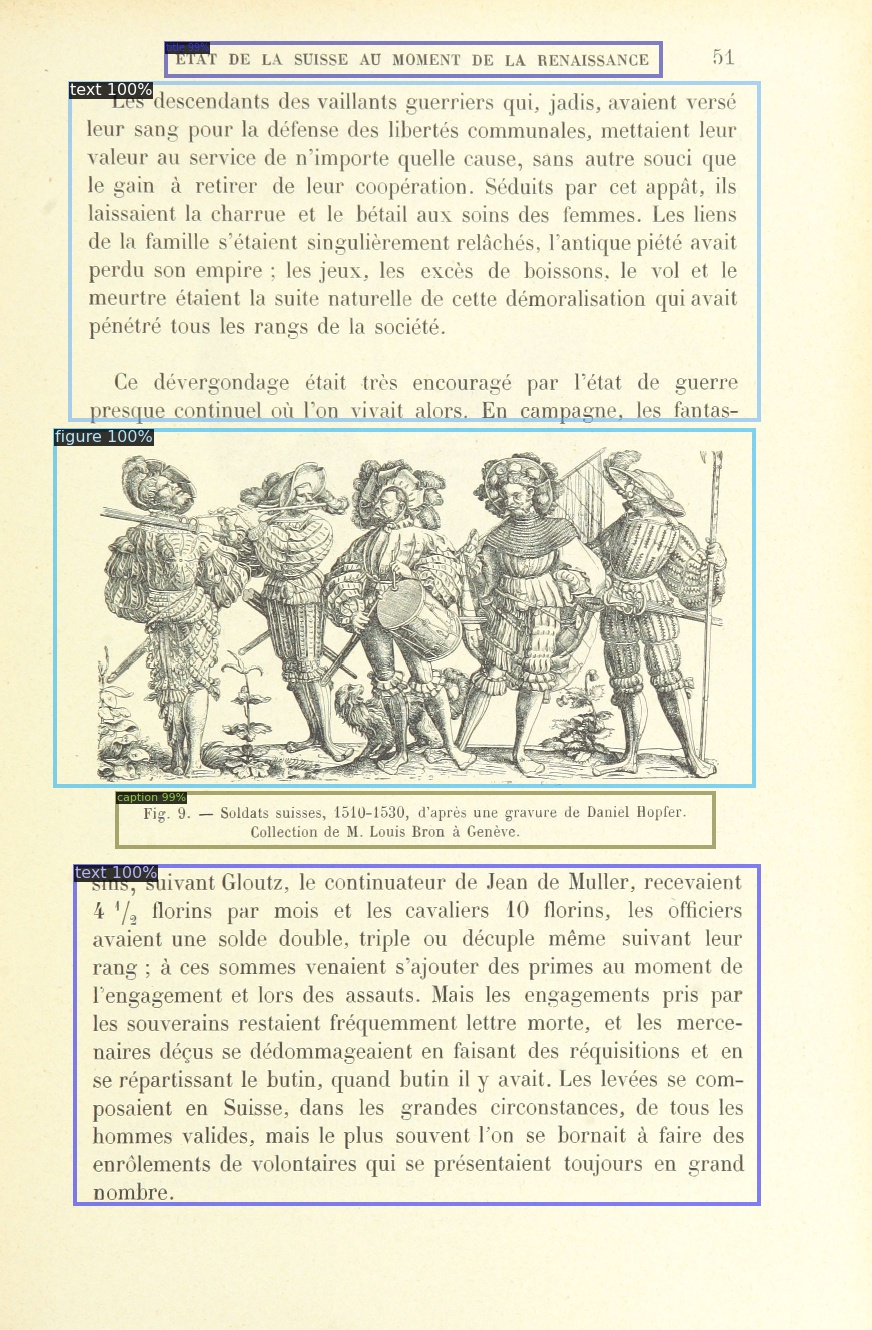 title 99%
ETAT DE LA SUISSE AU MOMENT DE LA RENAISSANCE 51
text 100%
Les descendants des vaillants guerriers qui, jadis, avaient versé
leur sang pour la défense des libertés communales, mettaient leur
valeur au service de n'importe quelle cause, sans autre souci que
le gain à retirer de leur coopération. Séduits par cet appât, ils
laissaient la charrue et le bétail aux soins des femmes. Les liens
de la famille s'étaient singulièrement relâchés, l'antique piété avait
perdu son empire ; les jeux, les excès de boissons, le vol et le
meurtre étaient la suite naturelle de cette démoralisation qui avait
pénétré tous les rangs de la société.
Ce dévergondage était très encouragé par l'état de guerre
presque continuel où l'on vivait alors. En campagne, les fantas-
figure 100%
caption 99%
Fig. 9. — Soldats suisses, 1510-1530, d'après une gravure de Daniel Hopfer.
Collection de M. Louis Bron à Genève.
text 100%
sins, suivant Gloutz, le continuateur de Jean de Muller, recevaient
4 ¹/₂ florins par mois et les cavaliers 10 florins, les officiers
avaient une solde double, triple ou décuple même suivant leur
rang ; à ces sommes venaient s'ajouter des primes au moment de
l'engagement et lors des assauts. Mais les engagements pris par
les souverains restaient fréquemment lettre morte, et les merce-
naires déçus se dédommageaient en faisant des réquisitions et en
se répartissant le butin, quand butin il y avait. Les levées se com-
posaient en Suisse, dans les grandes circonstances, de tous les
hommes valides, mais le plus souvent l'on se bornait à faire des
enrôlements de volontaires qui se présentaient toujours en grand
nombre.